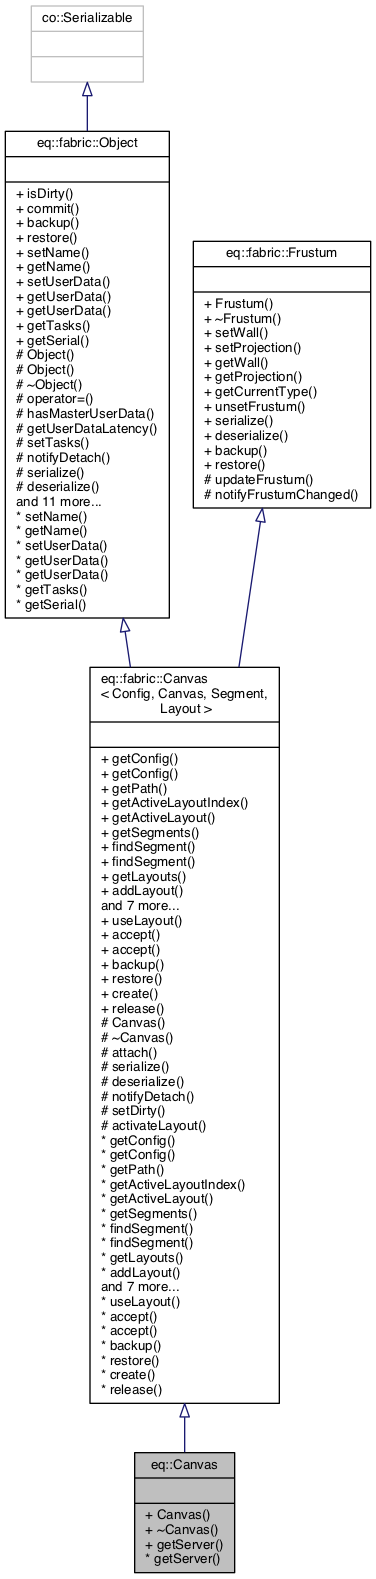 co::Serializable
eq::fabric::Object
+ isDirty()
+ commit()
+ backup()
+ restore()
+ setName()
+ getName()
+ setUserData()
+ getUserData()
+ getUserData()
+ getTasks()
+ getSerial()
# Object()
# Object()
# ~Object()
# operator=()
# hasMasterUserData()
# getUserDataLatency()
# setTasks()
# notifyDetach()
# serialize()
# deserialize()
and 11 more...
* setName()
* getName()
* setUserData()
* getUserData()
* getUserData()
* getTasks()
* getSerial()
eq::fabric::Frustum
+ Frustum()
+ ~Frustum()
+ setWall()
+ setProjection()
+ getWall()
+ getProjection()
+ getCurrentType()
+ unsetFrustum()
+ serialize()
+ deserialize()
+ backup()
+ restore()
# updateFrustum()
# notifyFrustumChanged()
eq::fabric::Canvas
< Config, Canvas, Segment,
Layout >
+ getConfig()
+ getConfig()
+ getPath()
+ getActiveLayoutIndex()
+ getActiveLayout()
+ getSegments()
+ findSegment()
+ findSegment()
+ getLayouts()
+ addLayout()
and 7 more...
+ useLayout()
+ accept()
+ accept()
+ backup()
+ restore()
+ create()
+ release()
# Canvas()
# ~Canvas()
# attach()
# serialize()
# deserialize()
# notifyDetach()
# setDirty()
# activateLayout()
* getConfig()
* getConfig()
* getPath()
* getActiveLayoutIndex()
* getActiveLayout()
* getSegments()
* findSegment()
* findSegment()
* getLayouts()
* addLayout()
and 7 more...
* useLayout()
* accept()
* accept()
* backup()
* restore()
* create()
* release()
eq::Canvas
+ Canvas()
+ ~Canvas()
+ getServer()
* getServer()